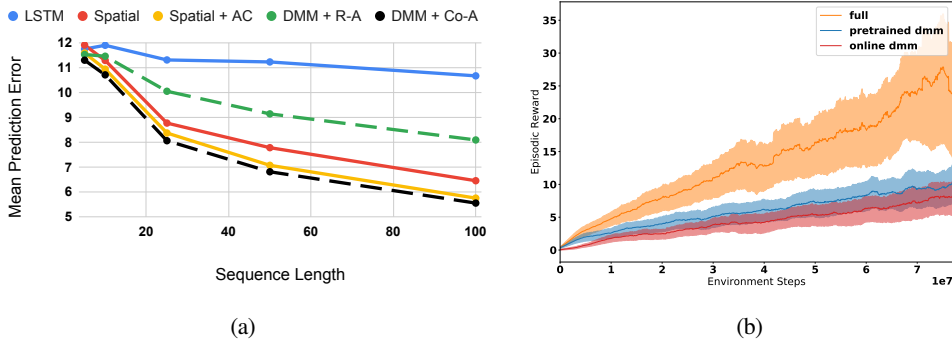 LSTM Spatial Spatial + AC DMM + R-A DMM + Co-A
Mean Prediction Error
12
11
10
9
8
7
6
5
20 40 60 80 100
Sequence Length
(a)
full
pretrained dmm
online dmm
Episodic Reward
35
30
25
20
15
10
5
0
0 1 2 3 4 5 6 7
1e7
Environment Steps
(b)